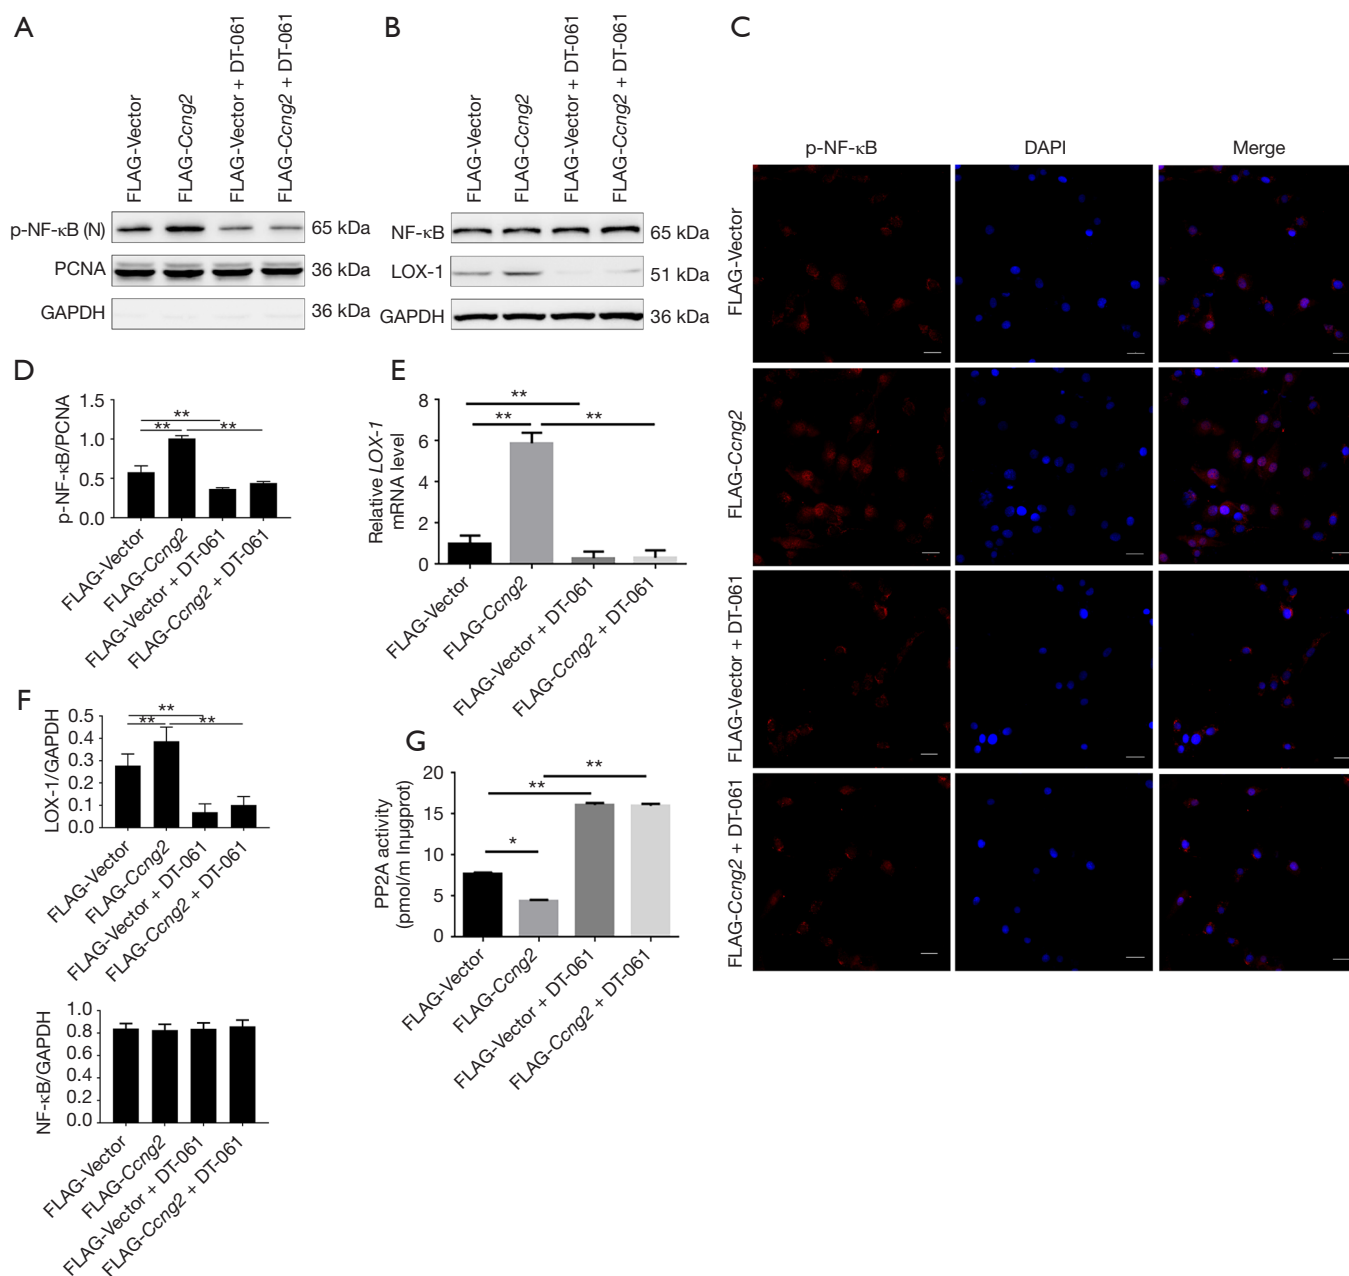 A
FLAG-Vector
FLAG-Ccng2
FLAG-Vector + DT-061
FLAG-Ccng2 + DT-061
p-NF-κB (N)
65 kDa
PCNA
36 kDa
GAPDH
36 kDa
B
FLAG-Vector
FLAG-Ccng2
FLAG-Vector + DT-061
FLAG-Ccng2 + DT-061
NF-κB
65 kDa
LOX-1
51 kDa
GAPDH
36 kDa
C
p-NF-κB
DAPI
Merge
FLAG-Vector
FLAG-Ccng2
FLAG-Vector + DT-061
FLAG-Ccng2 + DT-061
D
p-NF-κB/PCNA
1.5
1.0
0.5
0.0
**
**
**
FLAG-Vector
FLAG-Ccng2
FLAG-Vector + DT-061
FLAG-Ccng2 + DT-061
E
Relative LOX-1
mRNA level
8
6
4
2
0
**
**
**
FLAG-Vector
FLAG-Ccng2
FLAG-Vector + DT-061
FLAG-Ccng2 + DT-061
F
LOX-1/GAPDH
0.5
0.4
0.3
0.2
0.1
0.0
**
**
**
FLAG-Vector
FLAG-Ccng2
FLAG-Vector + DT-061
FLAG-Ccng2 + DT-061
NF-κB/GAPDH
1.0
0.8
0.6
0.4
0.2
0.0
FLAG-Vector
FLAG-Ccng2
FLAG-Vector + DT-061
FLAG-Ccng2 + DT-061
G
PP2A activity
(pmol/m Inμgprot)
20
15
10
5
0
**
**
*
FLAG-Vector
FLAG-Ccng2
FLAG-Vector + DT-061
FLAG-Ccng2 + DT-061